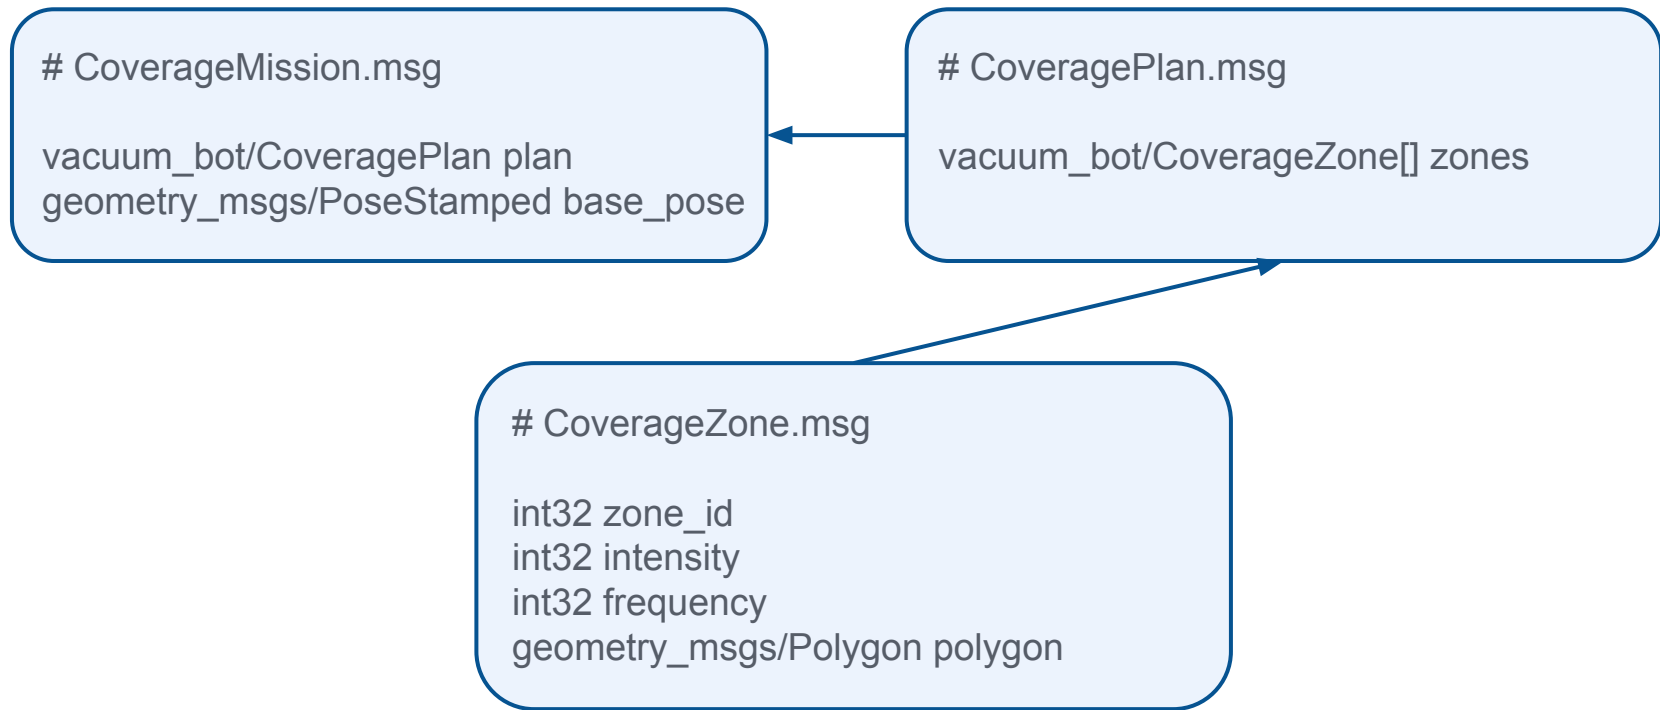 # CoverageMission.msg
vacuum_bot/CoveragePlan plan
geometry_msgs/PoseStamped base_pose
# CoveragePlan.msg
vacuum_bot/CoverageZone[] zones
# CoverageZone.msg
int32 zone_id
int32 intensity
int32 frequency
geometry_msgs/Polygon polygon